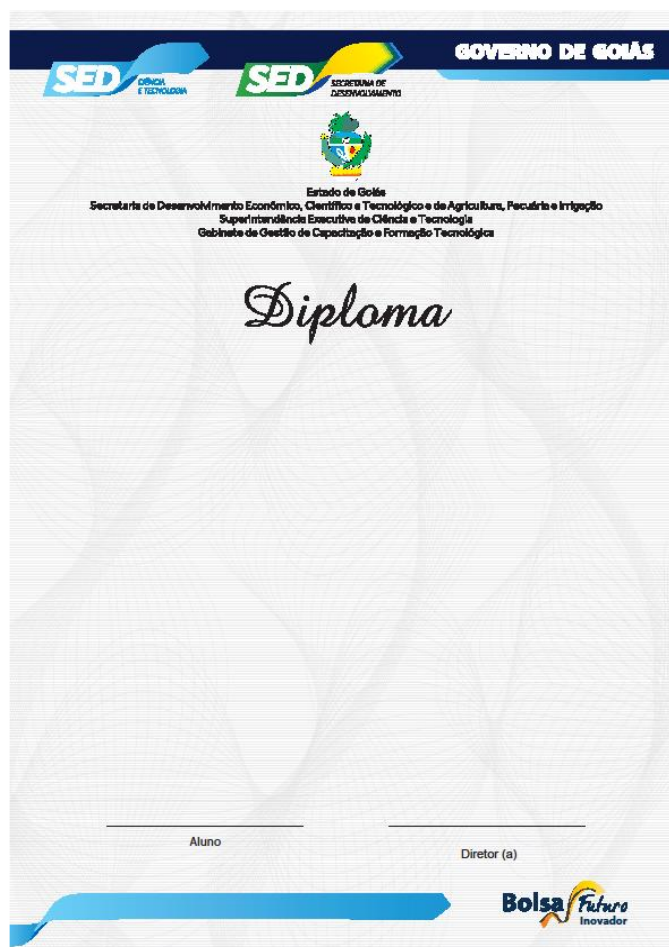 GOVERNO DE GOIÁS
SED CIÊNCIA
E TECNOLOGIA
SED SECRETARIA DE
DESENVOLVIMENTO
Estado de Goiás
Secretaria de Desenvolvimento Econômico, Científico e Tecnológico e de Agricultura, Pecuária e Irrigação
Superintendência Executiva de Ciência e Tecnologia
Gabinete de Gestão de Capacitação e Formação Tecnológica
Diploma
Aluno
Diretor (a)
Bolsa Futuro
Inovador